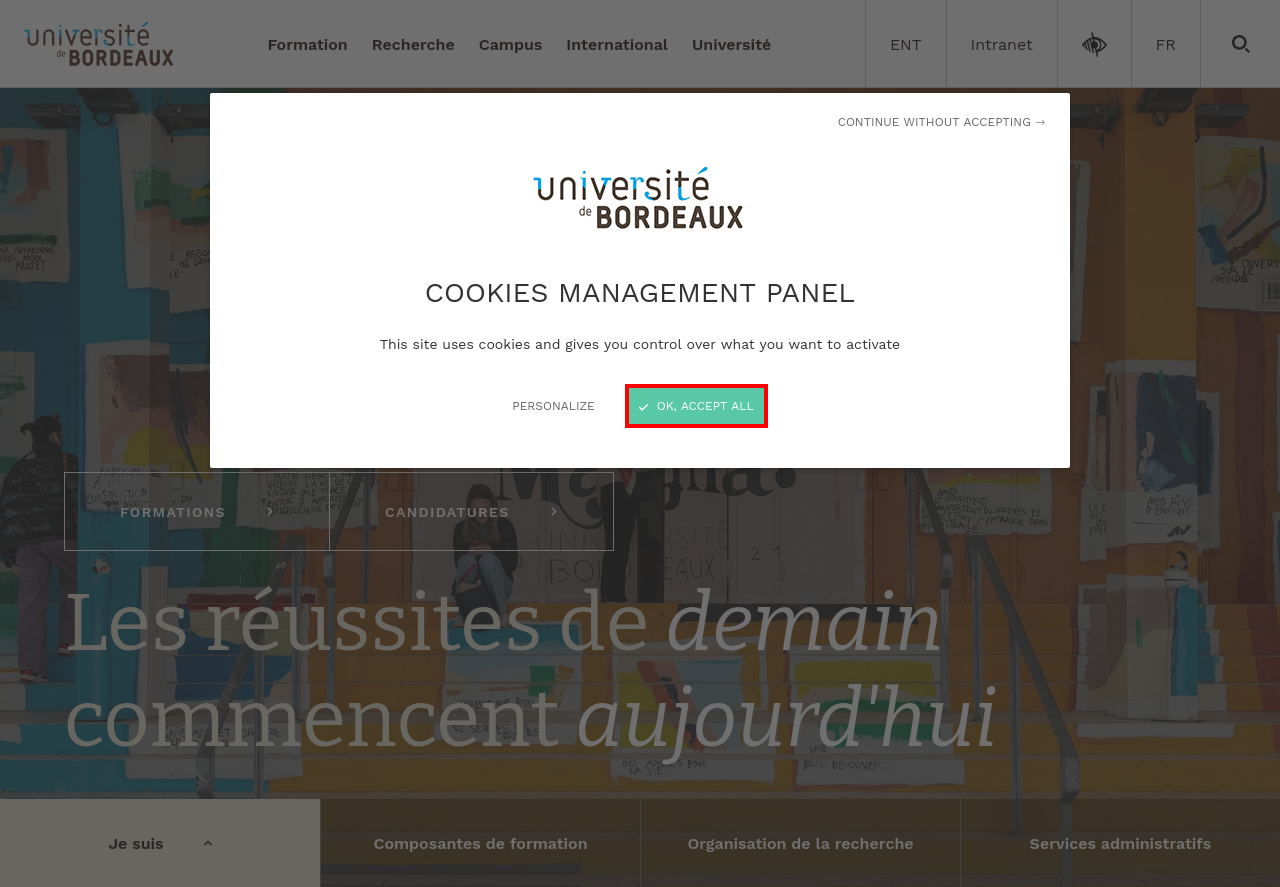 université
de BORDEAUX
Formation
Recherche
Campus
International
Université
ENT
Intranet
FR
CONTINUE WITHOUT ACCEPTING →
université
de BORDEAUX
COOKIES MANAGEMENT PANEL
This site uses cookies and gives you control over what you want to activate
PERSONALIZE
OK, ACCEPT ALL
FORMATIONS
CANDIDATURES
UNIVERSITÉ
BORDEAUX
Les réussites de demain
commencent aujourd'hui
Je suis
Composantes de formation
Organisation de la recherche
Services administratifs